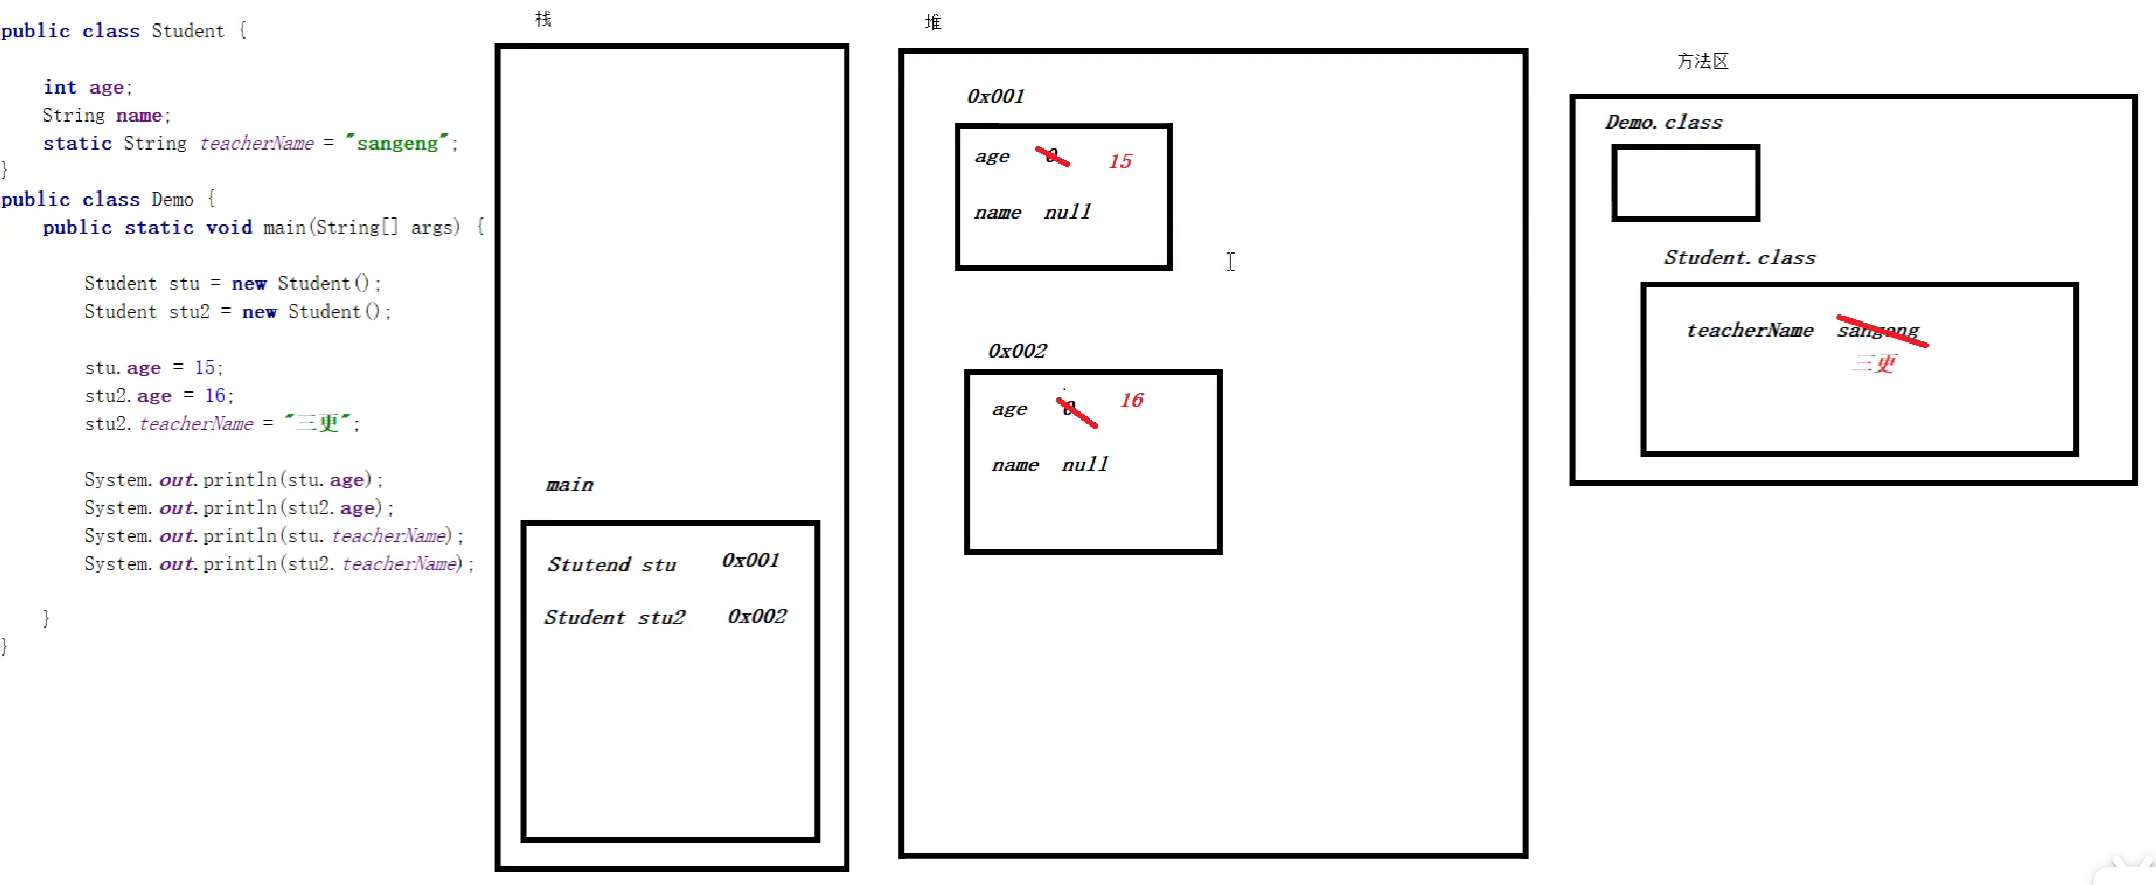 public class Student {
int age;
String name;
static String teacherName = "sangeng";
}
public class Demo {
public static void main(String[] args) {
Student stu = new Student();
Student stu2 = new Student();
stu.age = 15;
stu2.age = 16;
stu2.teacherName = "三更";
System.out.println(stu.age);
System.out.println(stu2.age);
System.out.println(stu.teacherName);
System.out.println(stu2.teacherName);
}
}
栈
main
Stutend stu 0x001
Student stu2 0x002
堆
0x001
age 0 15
name null
0x002
age 0 16
name null
方法区
Demo.class
Student.class
teacherName sangeng
三更